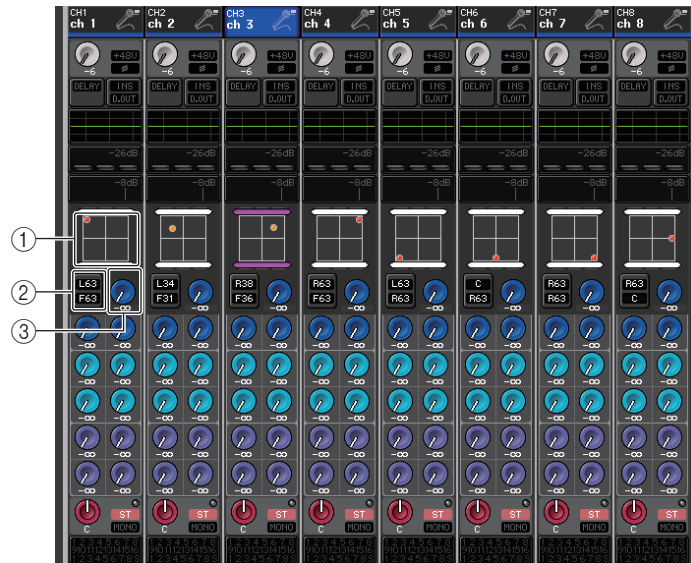 CH1 CH2 CH3 CH4 CH5 CH6 CH7 CH8
ch 1 ch 2 ch 3 ch 4 ch 5 ch 6 ch 7 ch 8
+48V +48V +48V +48V +48V +48V +48V +48V
-6 ø -6 ø -6 ø -6 ø -6 ø -6 ø -6 ø -6 ø
DELAY INS DELAY INS DELAY INS DELAY INS DELAY INS DELAY INS DELAY INS DELAY INS
D.OUT D.OUT D.OUT D.OUT D.OUT D.OUT D.OUT D.OUT
-26dB -26dB -26dB -26dB -26dB -26dB -26dB -26dB
-8dB -8dB -8dB -8dB -8dB -8dB -8dB -8dB
①
② L63 L34 R38 R63 L63 C R63 R63
F63 F31 F36 F63 R63 R63 R63 C
③ -∞ -∞ -∞ -∞ -∞ -∞ -∞ -∞
-∞ -∞ -∞ -∞ -∞ -∞ -∞ -∞ -∞ -∞ -∞ -∞ -∞ -∞ -∞ -∞
-∞ -∞ -∞ -∞ -∞ -∞ -∞ -∞ -∞ -∞ -∞ -∞ -∞ -∞ -∞ -∞
-∞ -∞ -∞ -∞ -∞ -∞ -∞ -∞ -∞ -∞ -∞ -∞ -∞ -∞ -∞ -∞
-∞ -∞ -∞ -∞ -∞ -∞ -∞ -∞ -∞ -∞ -∞ -∞ -∞ -∞ -∞ -∞
-∞ -∞ -∞ -∞ -∞ -∞ -∞ -∞ -∞ -∞ -∞ -∞ -∞ -∞ -∞ -∞
ST ST ST ST ST ST ST ST
C MONO C MONO C MONO C MONO C MONO C MONO C MONO C MONO